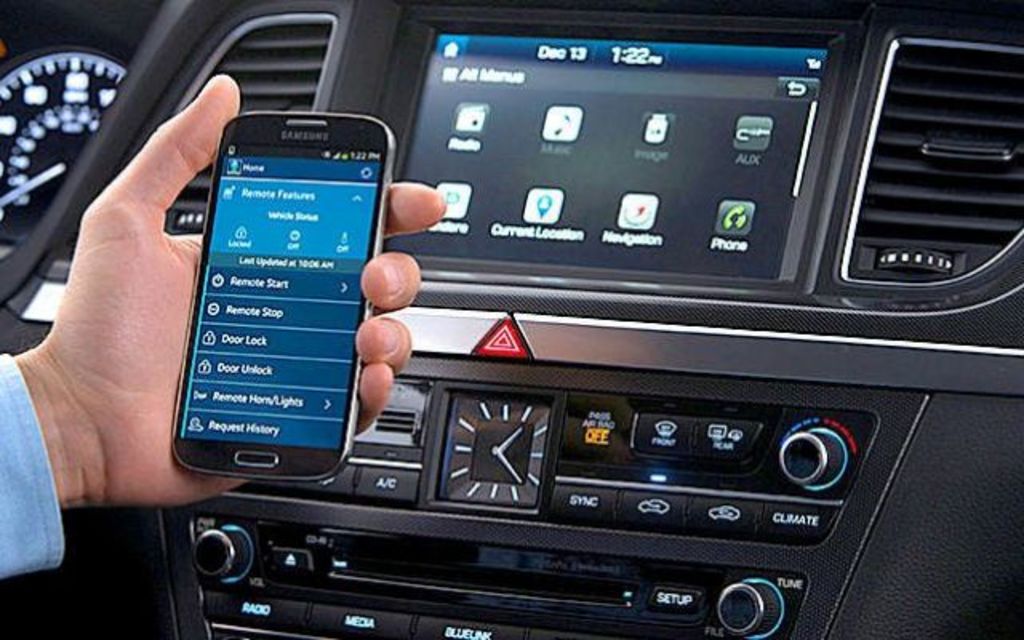 SAMSUNG
1:22 PM
Home
Remote Features
Vehicle Status
Locked
Off
Off
Last Updated at 10:06 AM
Remote Start
Remote Stop
Door Lock
Door Unlock
Remote Horn/Lights
Request History
Dec 13 1:22PM
All Menus
Radio
Music
Image
AUX
Current Location
Navigation
Phone
PASS
AIR BAG
OFF
FRONT
REAR
A/C
SYNC
CLIMATE
VOL
SETUP
TUNE
FILE
RADIO
MEDIA
BLUELINK